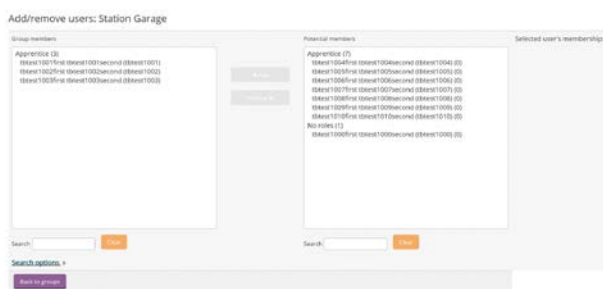 Add/remove users: Station Garage
Group members
Potential members
Selected user's membership:
Apprentice (3)
tbtest1001first tbtest1001second (tbtest1001)
tbtest1002first tbtest1002second (tbtest1002)
tbtest1003first tbtest1003second (tbtest1003)
Apprentice (7)
tbtest1004first tbtest1004second (tbtest1004) (0)
tbtest1005first tbtest1005second (tbtest1005) (0)
tbtest1006first tbtest1006second (tbtest1006) (0)
tbtest1007first tbtest1007second (tbtest1007) (0)
tbtest1008first tbtest1008second (tbtest1008) (0)
tbtest1009first tbtest1009second (tbtest1009) (0)
tbtest1010first tbtest1010second (tbtest1010) (0)
No roles (1)
tbtest1000first tbtest1000second (tbtest1000) (0)
Search
Clear
Search
Clear
Search options
Back to groups